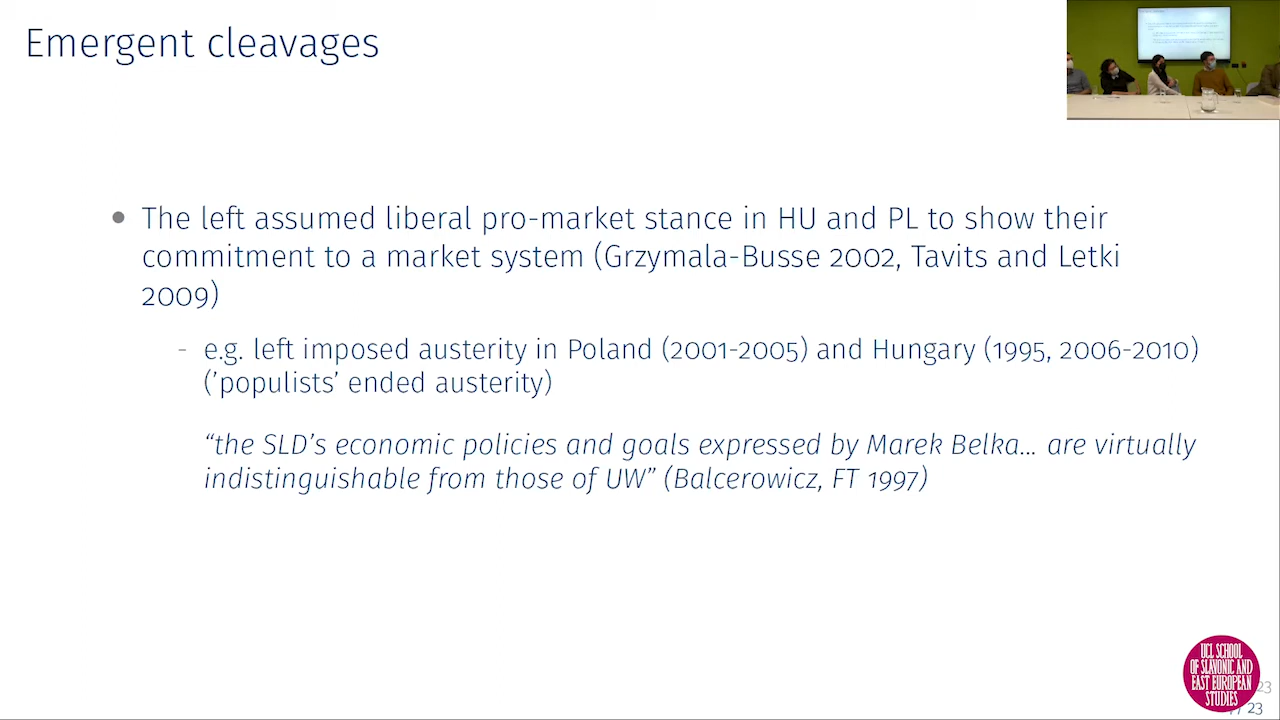 Emergent cleavages
• The left assumed liberal pro-market stance in HU and PL to show their
commitment to a market system (Grzymala-Busse 2002, Tavits and Letki
2009)
- e.g. left imposed austerity in Poland (2001-2005) and Hungary (1995, 2006-2010)
(’populists’ ended austerity)
“the SLD’s economic policies and goals expressed by Marek Belka... are virtually
indistinguishable from those of UW” (Balcerowicz, FT 1997)
UCL SCHOOL
OF SLAVONIC AND
EAST EUROPEAN
STUDIES
23
/ 23